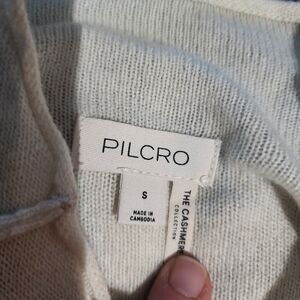 PILCRO
S
MADE IN
CAMBODIA
THE CASHMERE
COLLECTION